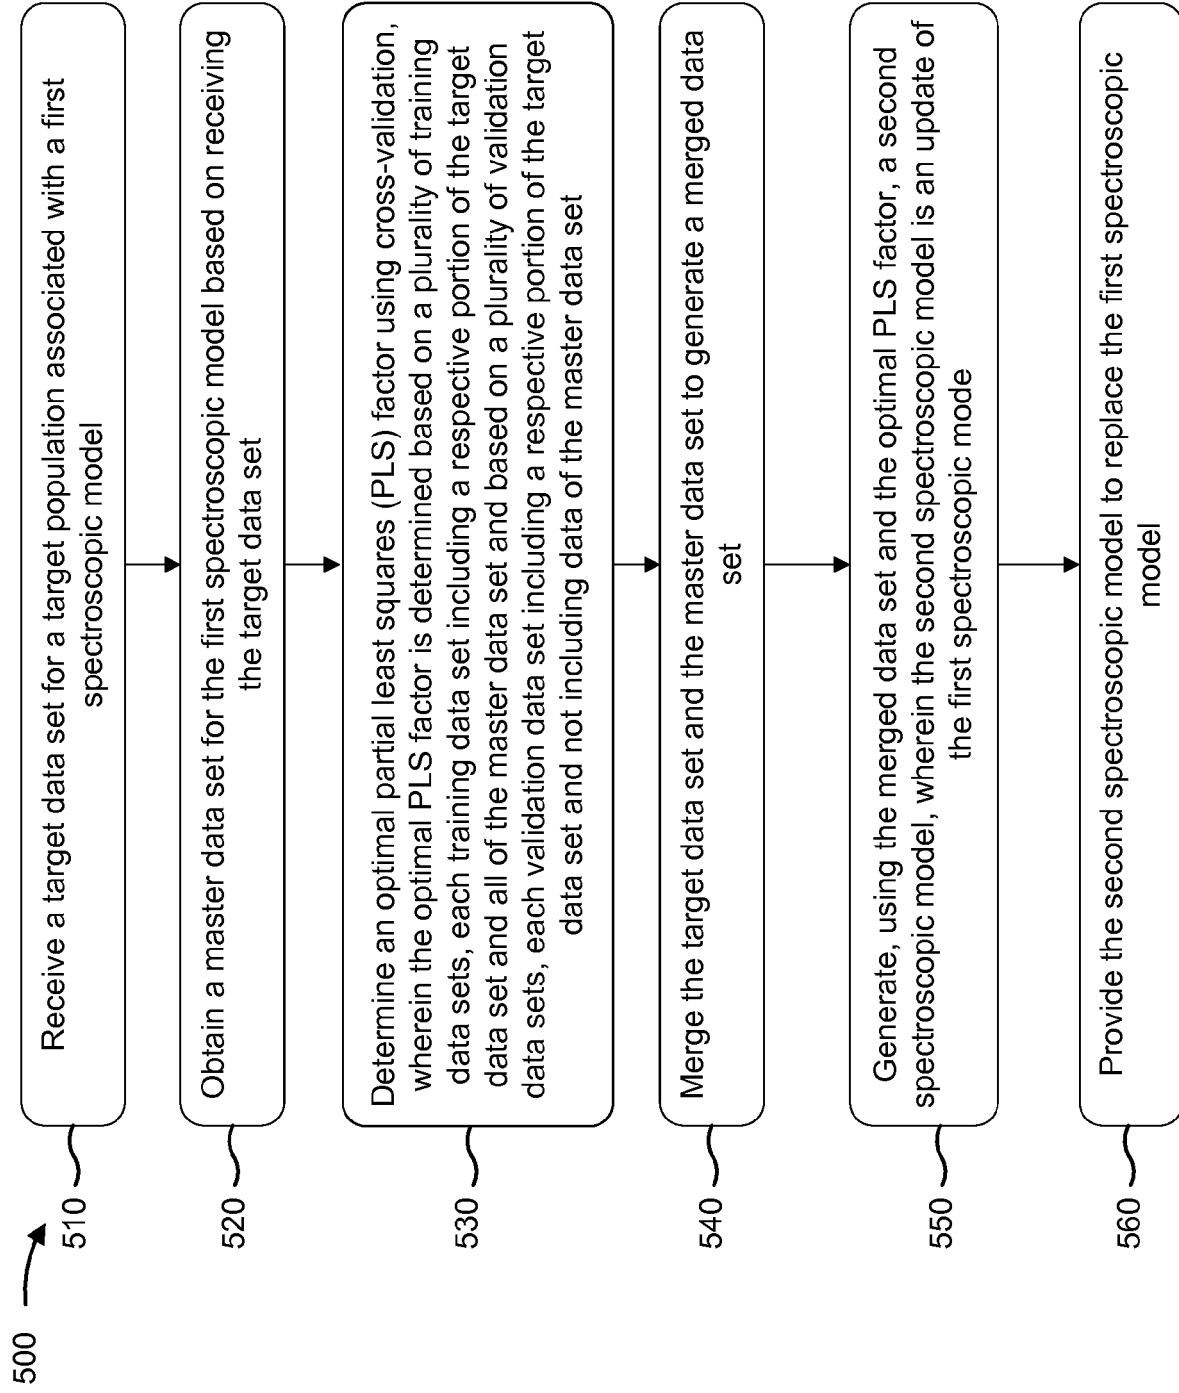 500
510
Receive a target data set for a target population associated with a first
spectroscopic model
520
Obtain a master data set for the first spectroscopic model based on receiving
the target data set
530
Determine an optimal partial least squares (PLS) factor using cross-validation,
wherein the optimal PLS factor is determined based on a plurality of training
data sets, each training data set including a respective portion of the target
data set and all of the master data set and based on a plurality of validation
data sets, each validation data set including a respective portion of the target
data set and not including data of the master data set
540
Merge the target data set and the master data set to generate a merged data
set
550
Generate, using the merged data set and the optimal PLS factor, a second
spectroscopic model, wherein the second spectroscopic model is an update of
the first spectroscopic mode
560
Provide the second spectroscopic model to replace the first spectroscopic
model